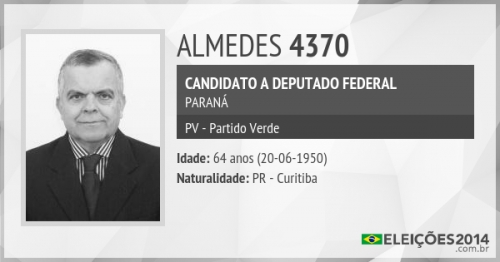 ALMEDES 4370
CANDIDATO A DEPUTADO FEDERAL
PARANÁ
PV - Partido Verde
Idade: 64 anos (20-06-1950)
Naturalidade: PR - Curitiba
ELEIÇÕES2014
.com.br